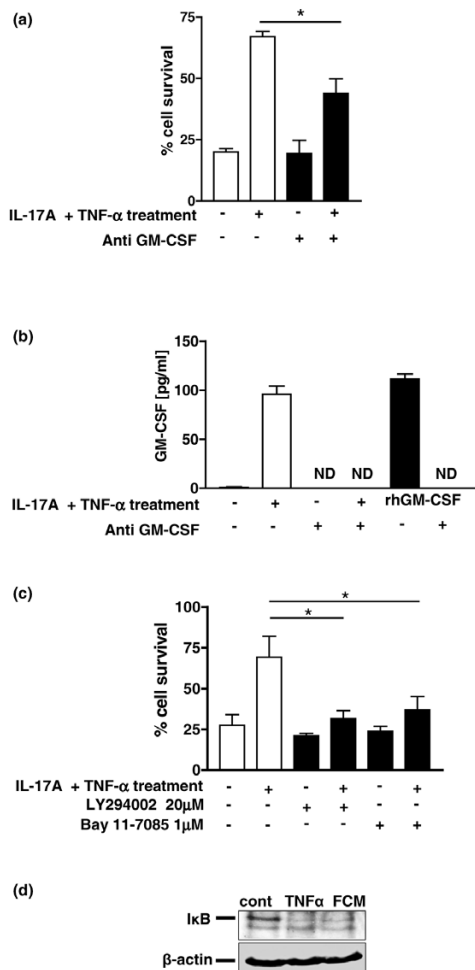 (a)
75
*
50
% cell survival
25
0
IL-17A + TNF-α treatment - + - +
Anti GM-CSF - - + +
(b)
150
GM-CSF [pg/ml]
100
50
ND ND ND
0
IL-17A + TNF-α treatment - + - + rhGM-CSF
Anti GM-CSF - - + + - +
(c)
100
*
*
75
% cell survival
50
25
0
IL-17A + TNF-α treatment - + - + - +
LY294002 20μM - - + + - -
Bay 11-7085 1μM - - - - + +
(d)
cont TNFα FCM
IκB
β-actin